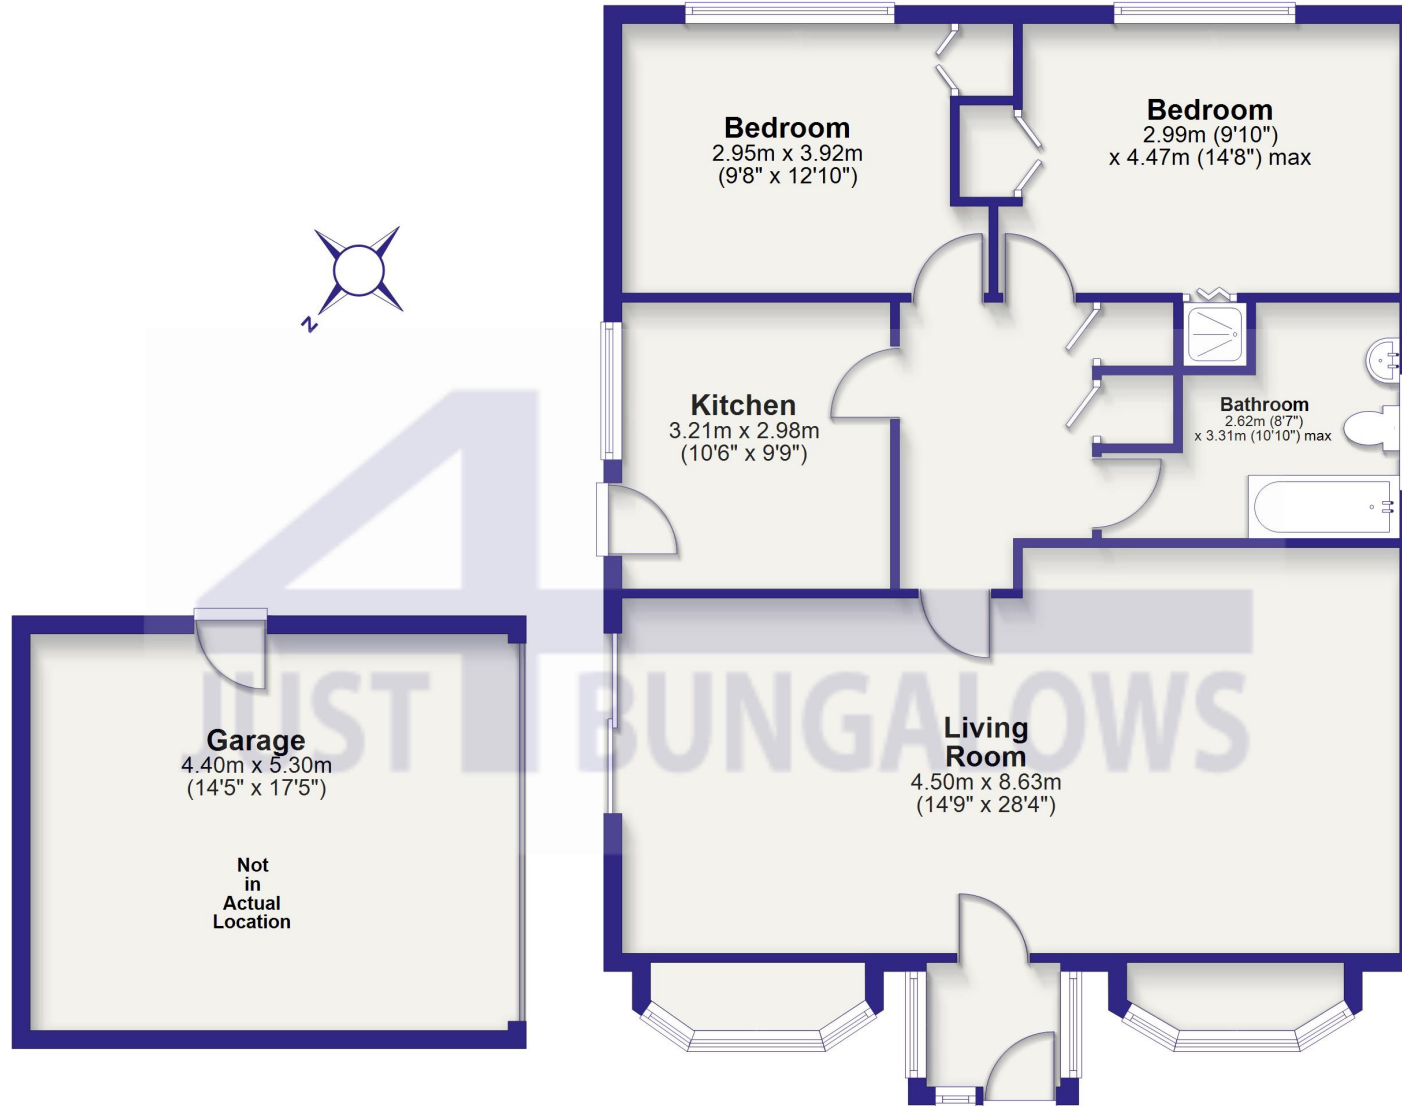 Bedroom
2.95m x 3.92m
(9'8" x 12'10")
Bedroom
2.99m (9'10")
x 4.47m (14'8") max
N
Kitchen
3.21m x 2.98m
(10'6" x 9'9")
Bathroom
2.62m (8'7")
x 3.31m (10'10") max
4
JUST BUNGALOWS
Garage
4.40m x 5.30m
(14'5" x 17'5")
Not
in
Actual
Location
Living
Room
4.50m x 8.63m
(14'9" x 28'4")